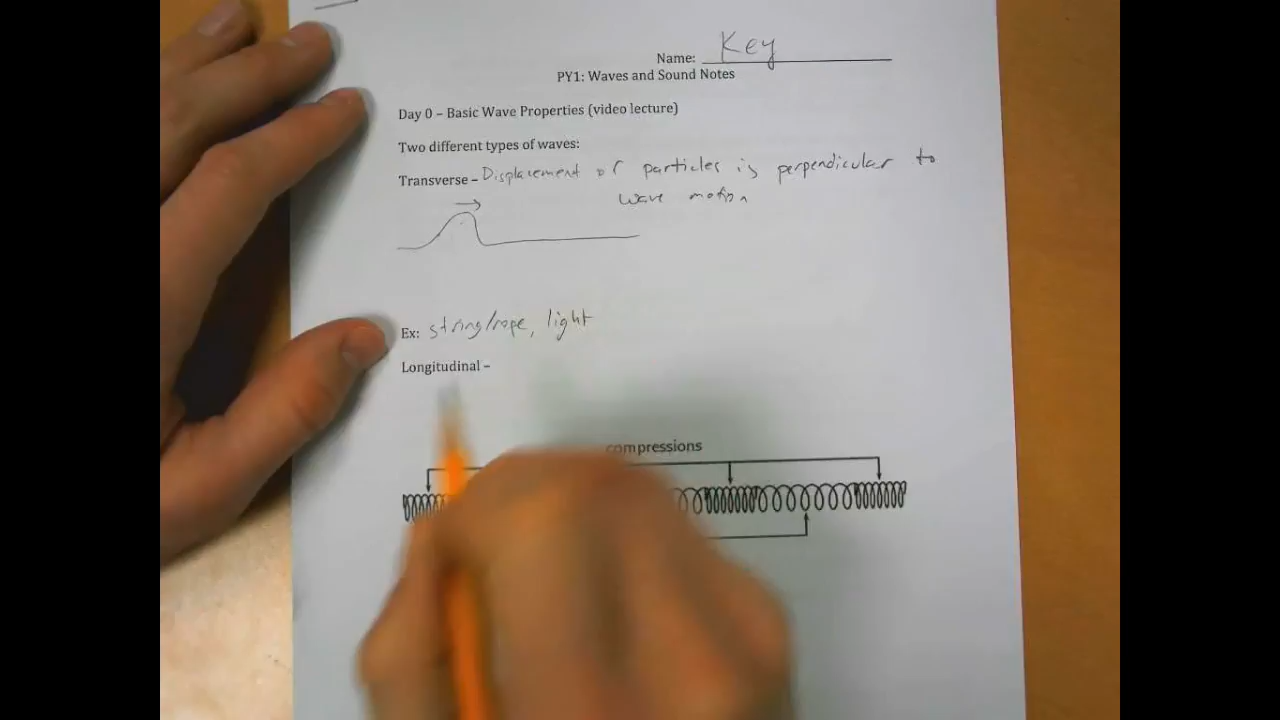 Name: Key
PY1: Waves and Sound Notes
Day 0 – Basic Wave Properties (video lecture)
Two different types of waves:
Transverse – Displacement of particles is perpendicular to
wave motion
Ex: string/rope, light
Longitudinal –
compressions